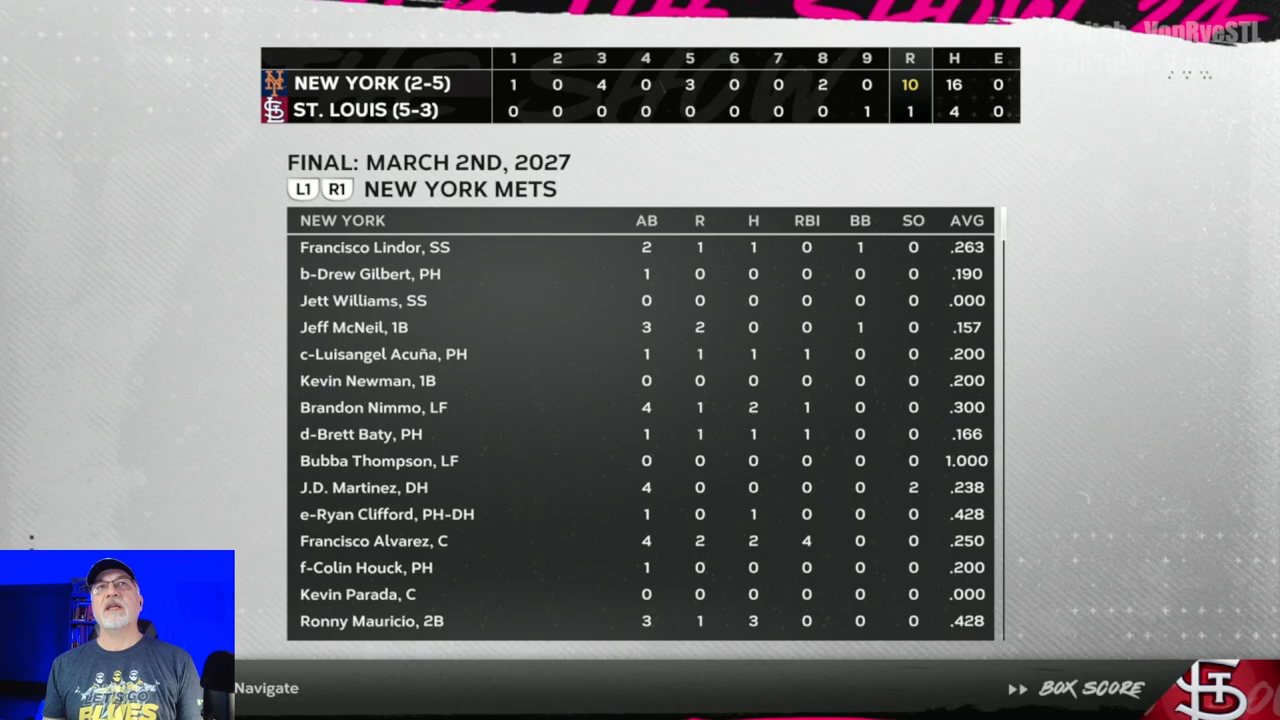 THE SHOW 24
Twitch VonRyeSTL
1 2 3 4 5 6 7 8 9 R H E
NEW YORK (2-5) 1 0 4 0 3 0 0 2 0 10 16 0
ST. LOUIS (5-3) 0 0 0 0 0 0 0 0 1 1 4 0
FINAL: MARCH 2ND, 2027
L1 R1 NEW YORK METS
NEW YORK AB R H RBI BB SO AVG
Francisco Lindor, SS 2 1 1 0 1 0 .263
b-Drew Gilbert, PH 1 0 0 0 0 0 .190
Jett Williams, SS 0 0 0 0 0 0 .000
Jeff McNeil, 1B 3 2 0 0 1 0 .157
c-Luisangel Acuña, PH 1 1 1 1 0 0 .200
Kevin Newman, 1B 0 0 0 0 0 0 .200
Brandon Nimmo, LF 4 1 2 1 0 0 .300
d-Brett Baty, PH 1 1 1 1 0 0 .166
Bubba Thompson, LF 0 0 0 0 0 0 1.000
J.D. Martinez, DH 4 0 0 0 0 2 .238
e-Ryan Clifford, PH-DH 1 0 1 0 0 0 .428
Francisco Alvarez, C 4 2 2 4 0 0 .250
f-Colin Houck, PH 1 0 0 0 0 0 .200
Kevin Parada, C 0 0 0 0 0 0 .000
Ronny Mauricio, 2B 3 1 3 0 0 0 .428
LET'S GO
BLUES
Navigate
BOX SCORE